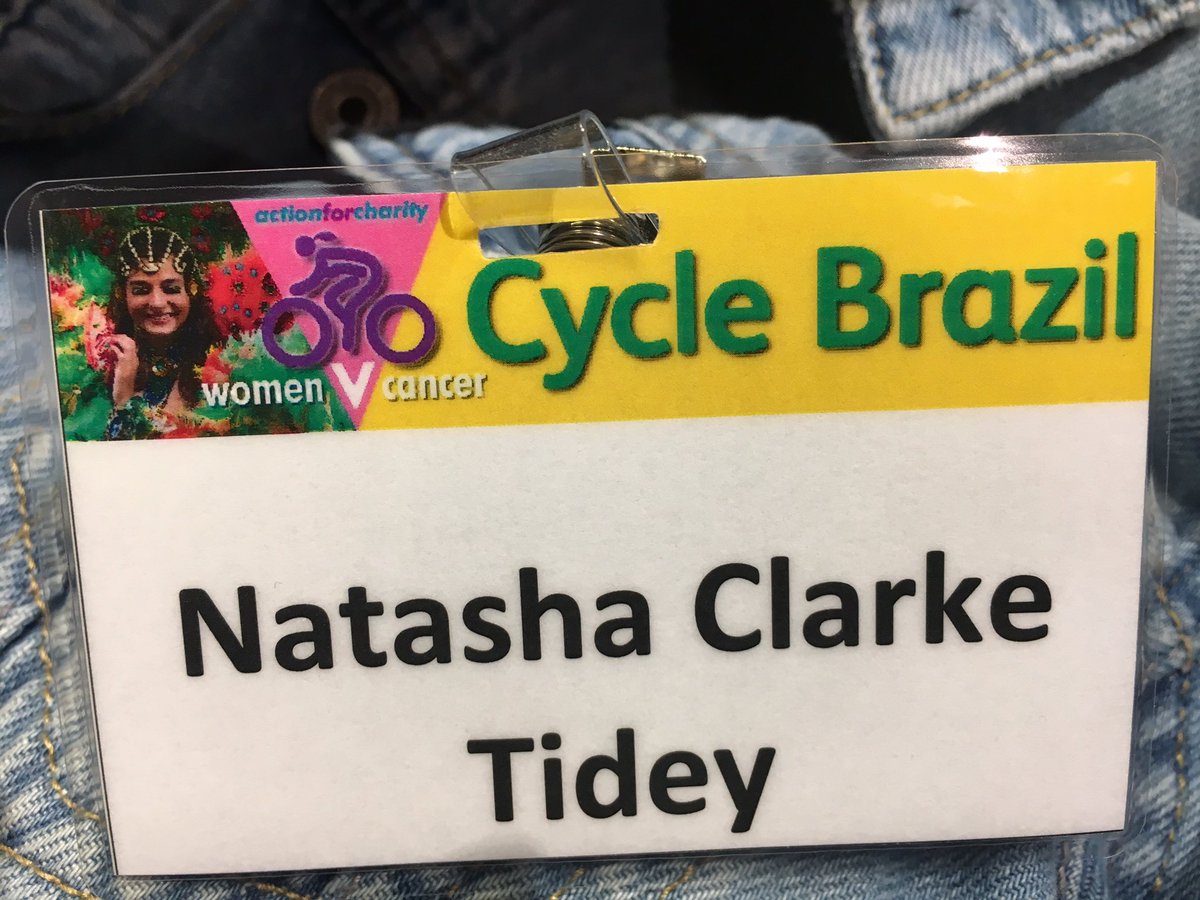 actionforcharity
women V cancer
Cycle Brazil
Natasha Clarke
Tidey